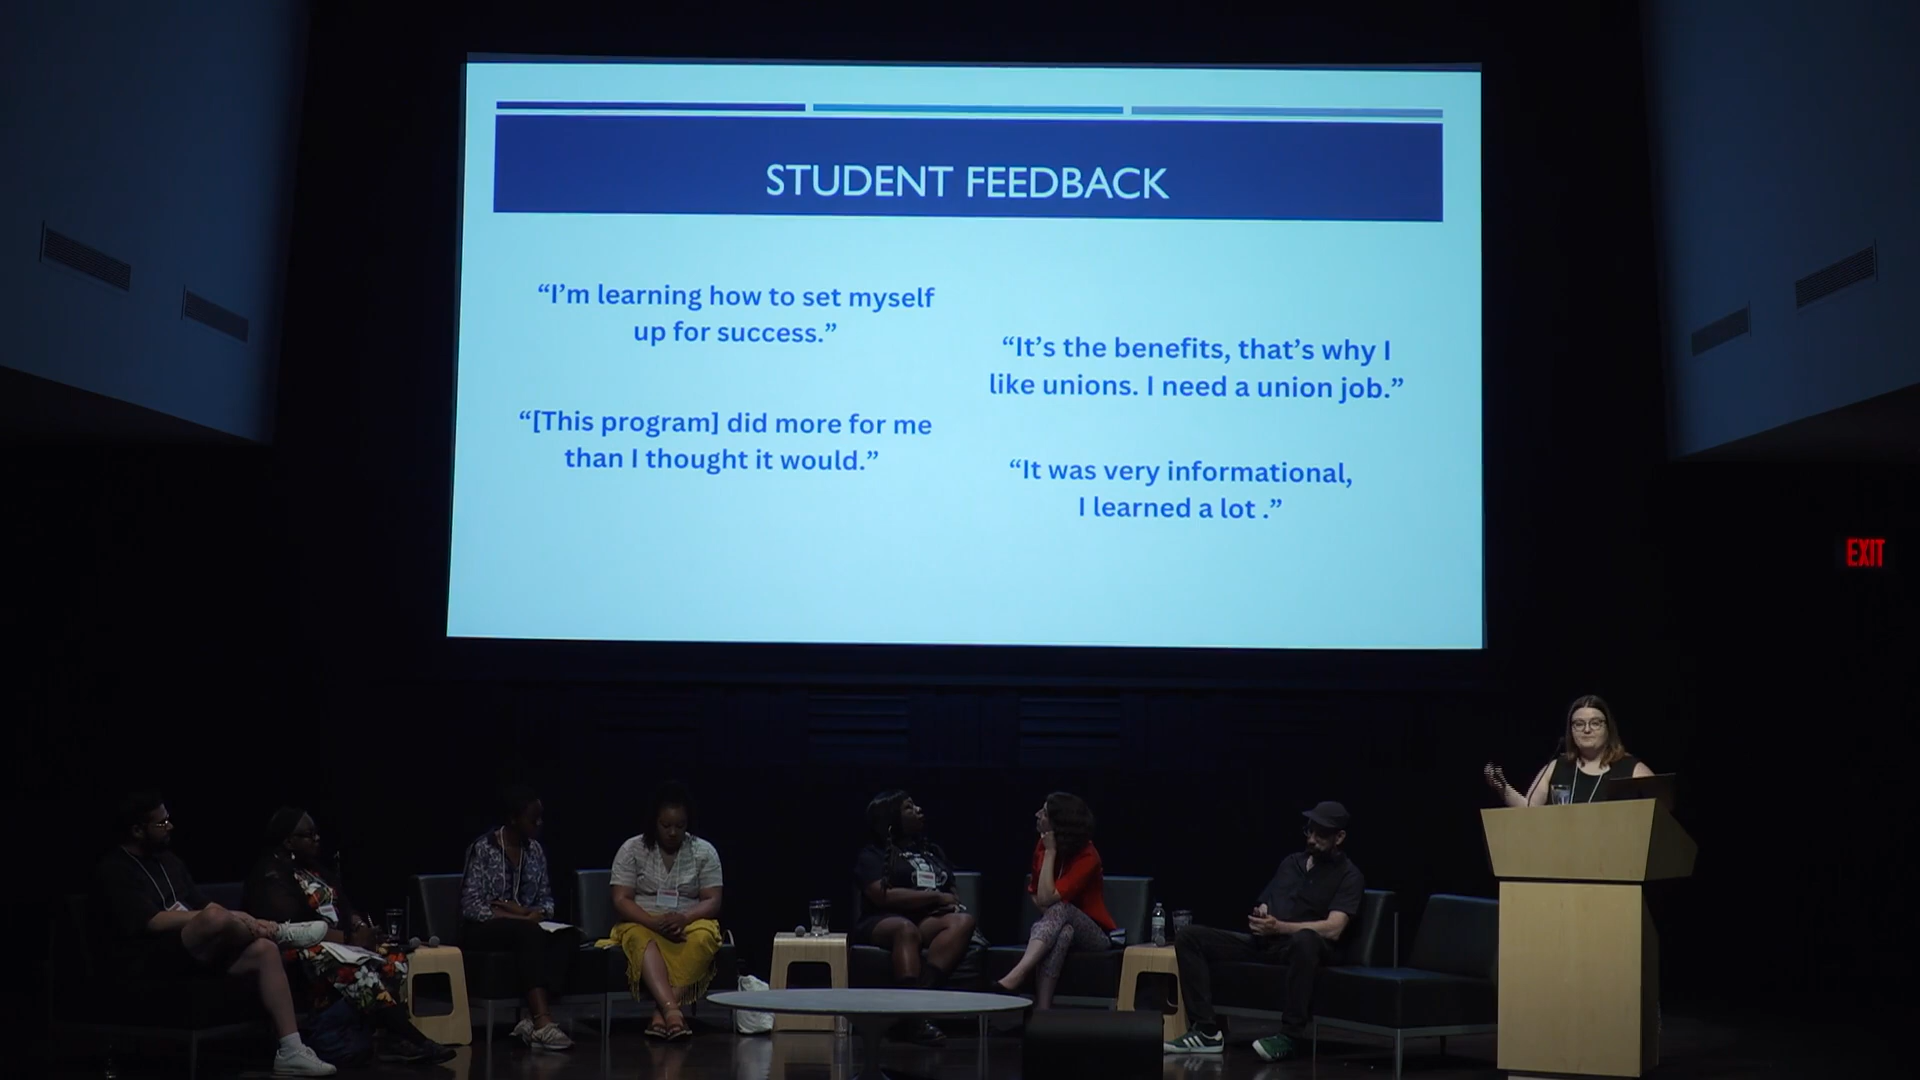 STUDENT FEEDBACK
“I’m learning how to set myself
up for success.”
“[This program] did more for me
than I thought it would.”
“It’s the benefits, that’s why I
like unions. I need a union job.”
“It was very informational,
I learned a lot .”
EXIT